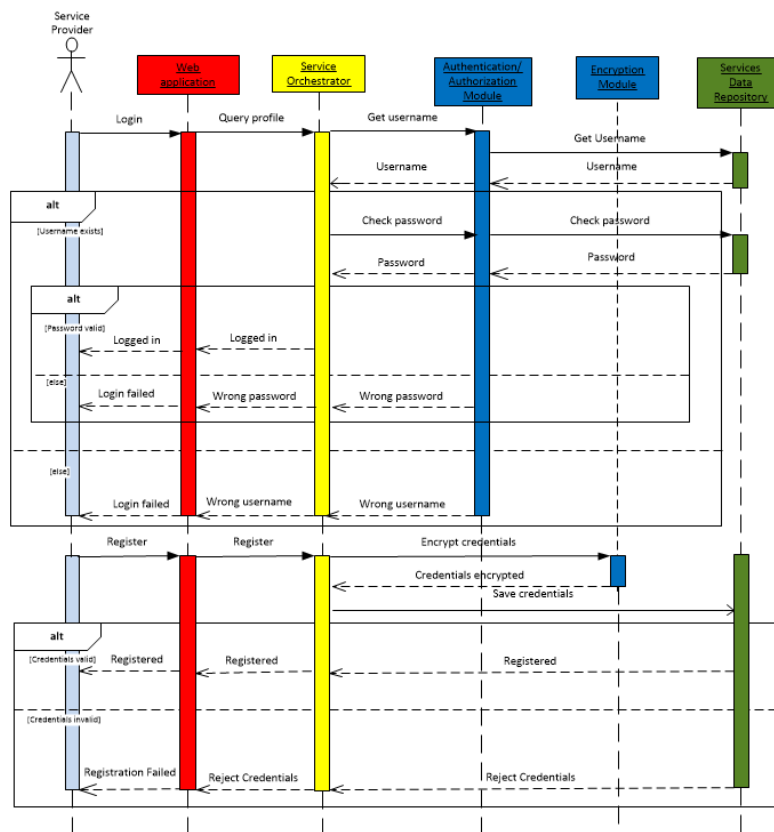 Service
Provider
Web
application
Service
Orchestrator
Authentication/
Authorization
Module
Encryption
Module
Services
Data
Repository
Login
Query profile
Get username
Get Username
Username
Username
alt
[Username exists]
Check password
Check password
Password
Password
alt
[Password valid]
Logged in
Logged in
[else]
Login failed
Wrong password
Wrong password
[else]
Login failed
Wrong username
Wrong username
Register
Register
Encrypt credentials
Credentials encrypted
Save credentials
alt
[Credentials valid]
Registered
Registered
Registered
[Credentials invalid]
Registration Failed
Reject Credentials
Reject Credentials